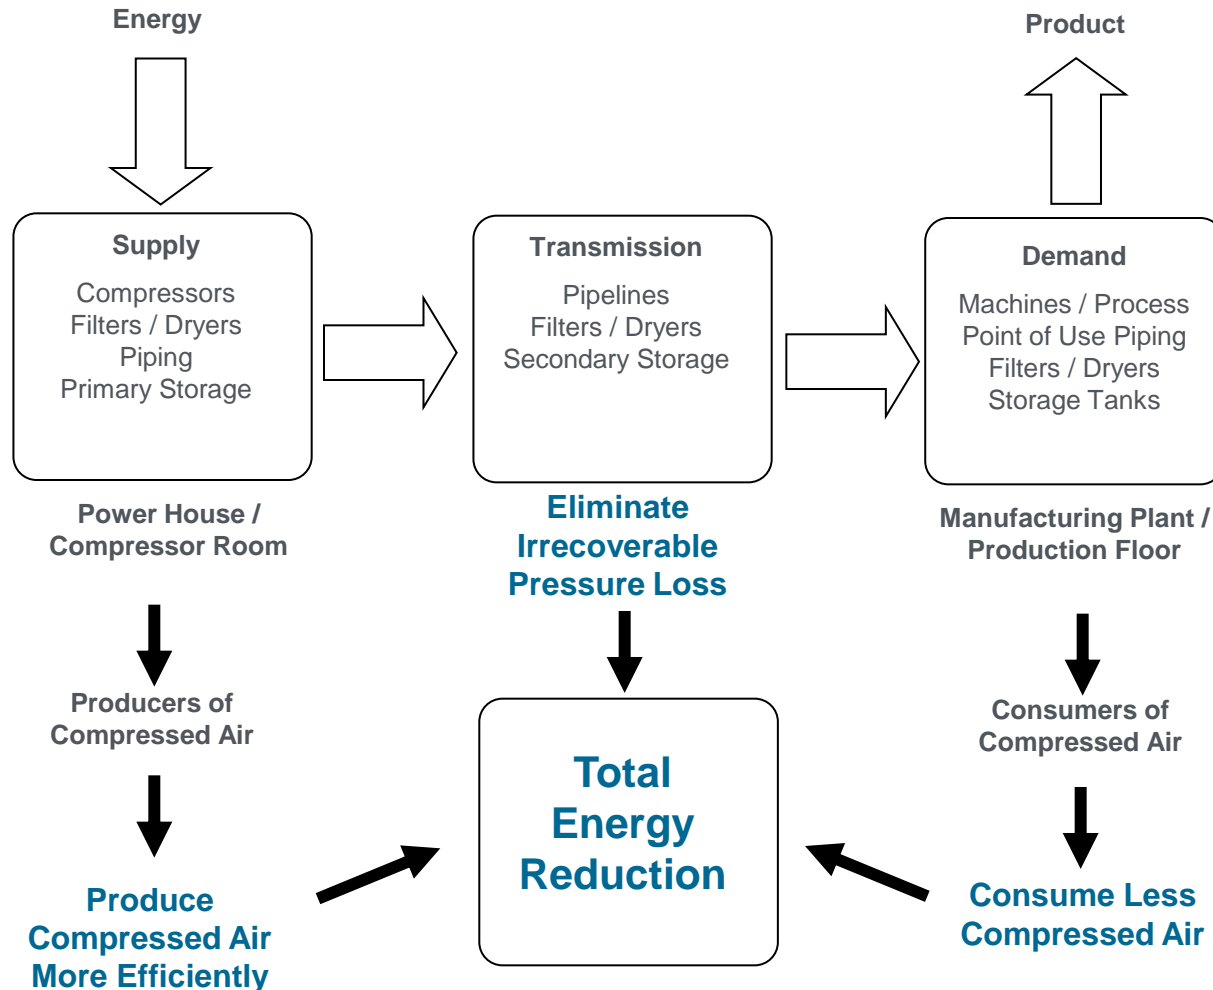 Energy
Product
Supply
Compressors
Filters / Dryers
Piping
Primary Storage
Transmission
Pipelines
Filters / Dryers
Secondary Storage
Demand
Machines / Process
Point of Use Piping
Filters / Dryers
Storage Tanks
Power House /
Compressor Room
Eliminate
Irrecoverable
Pressure Loss
Manufacturing Plant /
Production Floor
Producers of
Compressed Air
Consumers of
Compressed Air
Total
Energy
Reduction
Produce
Compressed Air
More Efficiently
Consume Less
Compressed Air